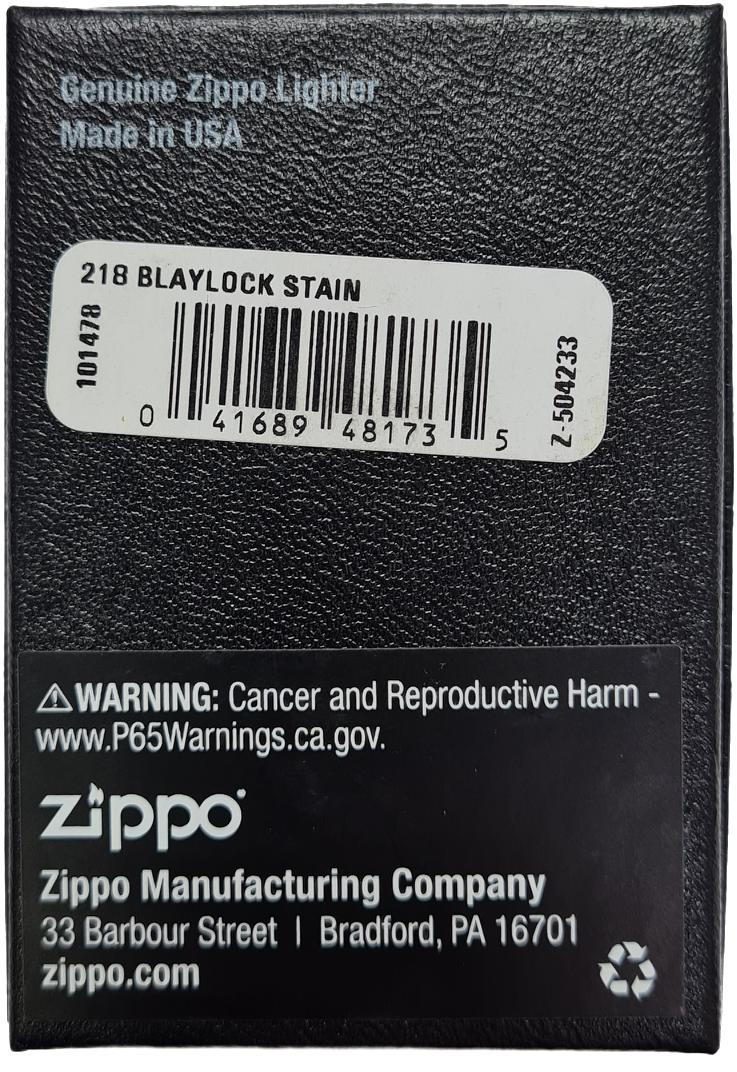 Genuine Zippo Lighter
Made in USA
218 BLAYLOCK STAIN
101478
Z-504233
0 41689 48173 5
⚠WARNING: Cancer and Reproductive Harm -
www.P65Warnings.ca.gov.
zippo
Zippo Manufacturing Company
33 Barbour Street | Bradford, PA 16701
zippo.com